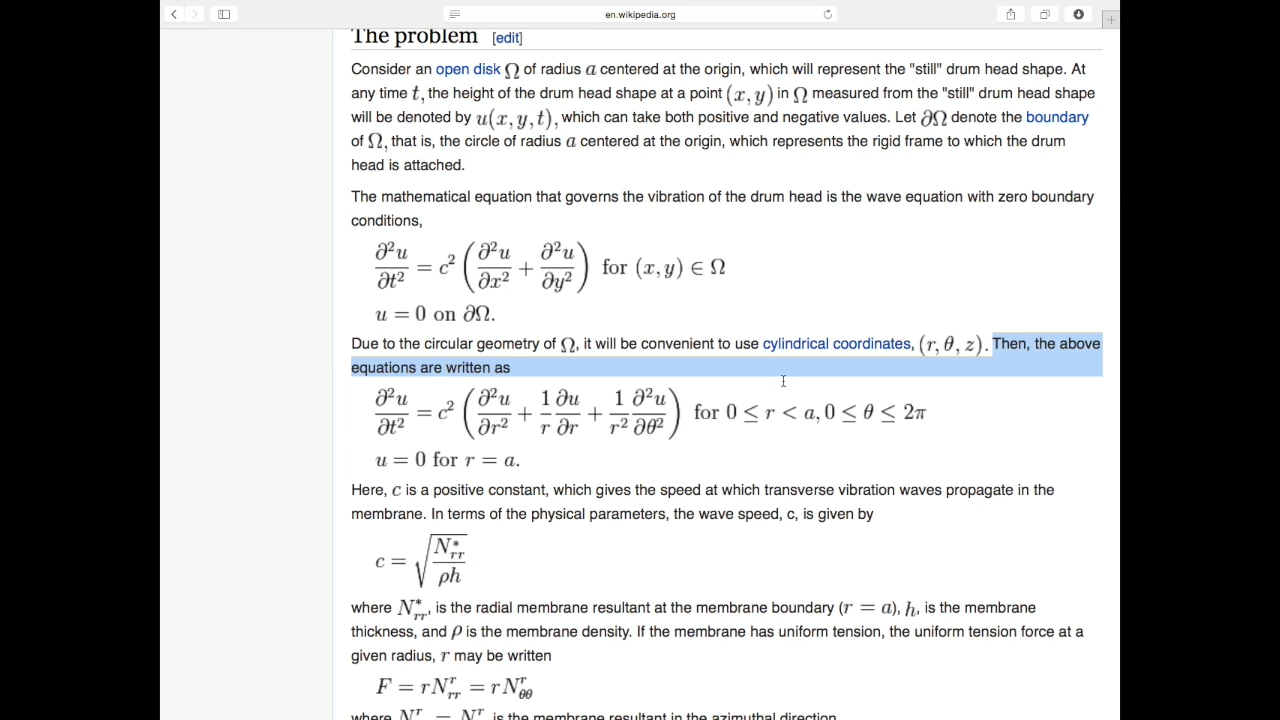 en.wikipedia.org
The problem [edit]
Consider an open disk Ω of radius a centered at the origin, which will represent the "still" drum head shape. At
any time t, the height of the drum head shape at a point (x, y) in Ω measured from the "still" drum head shape
will be denoted by u(x, y, t), which can take both positive and negative values. Let ∂Ω denote the boundary
of Ω, that is, the circle of radius a centered at the origin, which represents the rigid frame to which the drum
head is attached.
The mathematical equation that governs the vibration of the drum head is the wave equation with zero boundary
conditions,
∂²u/∂t² = c² (∂²u/∂x² + ∂²u/∂y²) for (x, y) ∈ Ω
u = 0 on ∂Ω.
Due to the circular geometry of Ω, it will be convenient to use cylindrical coordinates, (r, θ, z). Then, the above
equations are written as
∂²u/∂t² = c² (∂²u/∂r² + 1/r ∂u/∂r + 1/r² ∂²u/∂θ²) for 0 ≤ r < a, 0 ≤ θ ≤ 2π
u = 0 for r = a.
Here, c is a positive constant, which gives the speed at which transverse vibration waves propagate in the
membrane. In terms of the physical parameters, the wave speed, c, is given by
c = √(N*rr/ρh)
where N*rr, is the radial membrane resultant at the membrane boundary (r = a), h, is the membrane
thickness, and ρ is the membrane density. If the membrane has uniform tension, the uniform tension force at a
given radius, r may be written
F = rN^r_rr = rN^r_θθ
where N^r = N^r is the membrane resultant in the azimuthal direction